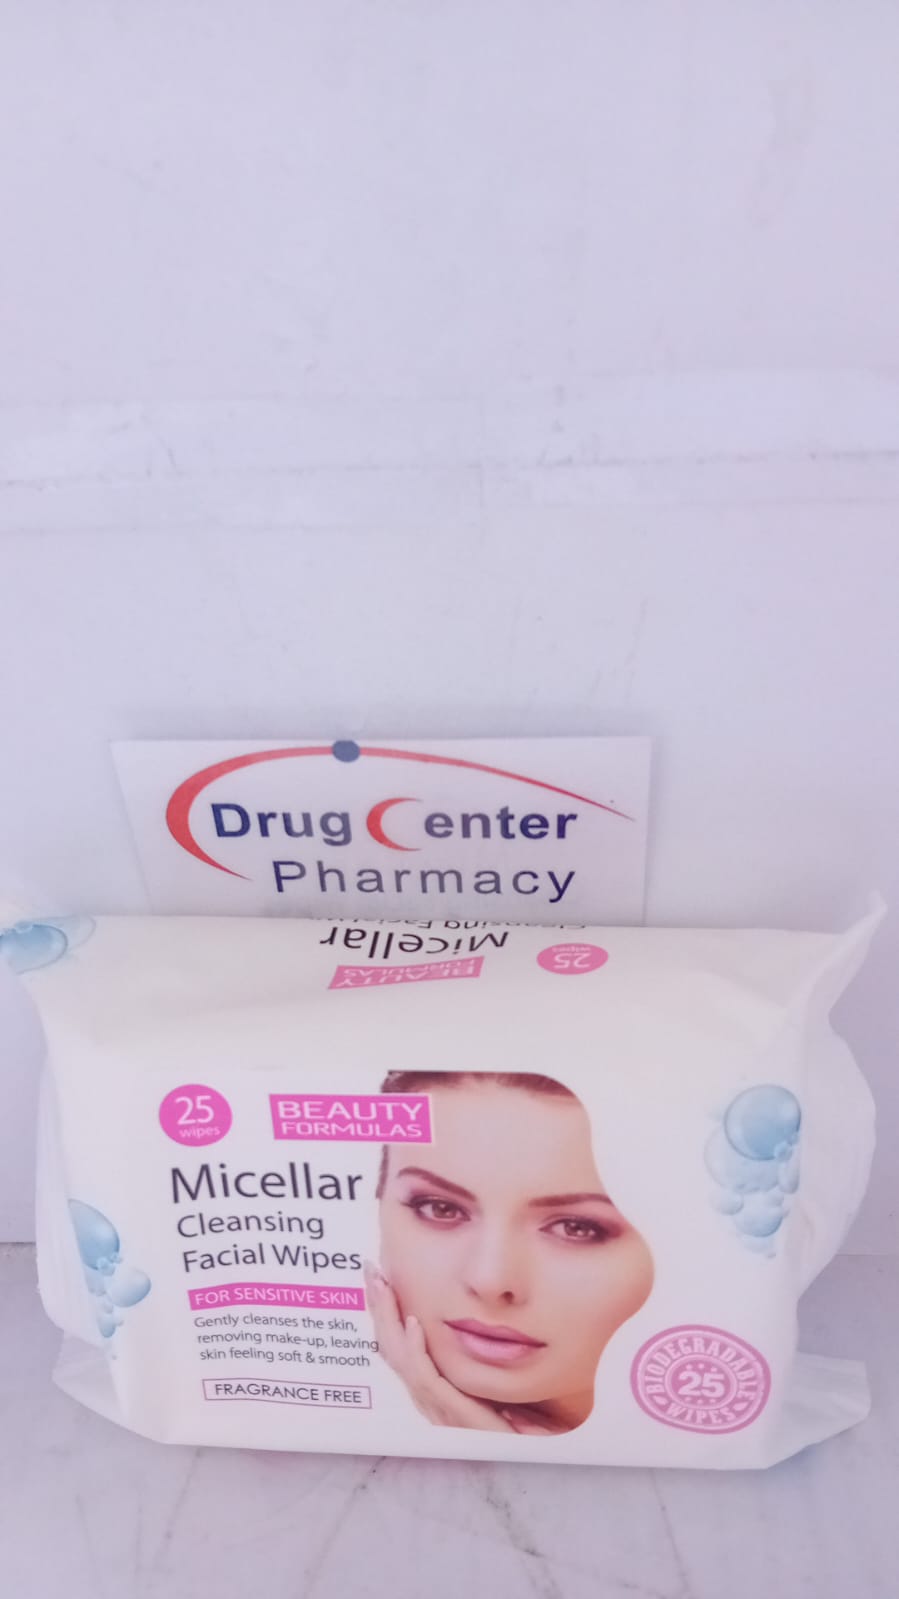 Drug Center
Pharmacy
Micellar
BEAUTY
FORMULAS
25
wipes
25
wipes
BEAUTY
FORMULAS
Micellar
Cleansing
Facial Wipes
FOR SENSITIVE SKIN
Gently cleanses the skin,
removing make-up, leaving
skin feeling soft & smooth
FRAGRANCE FREE
BIODEGRADABLE
25
WIPES